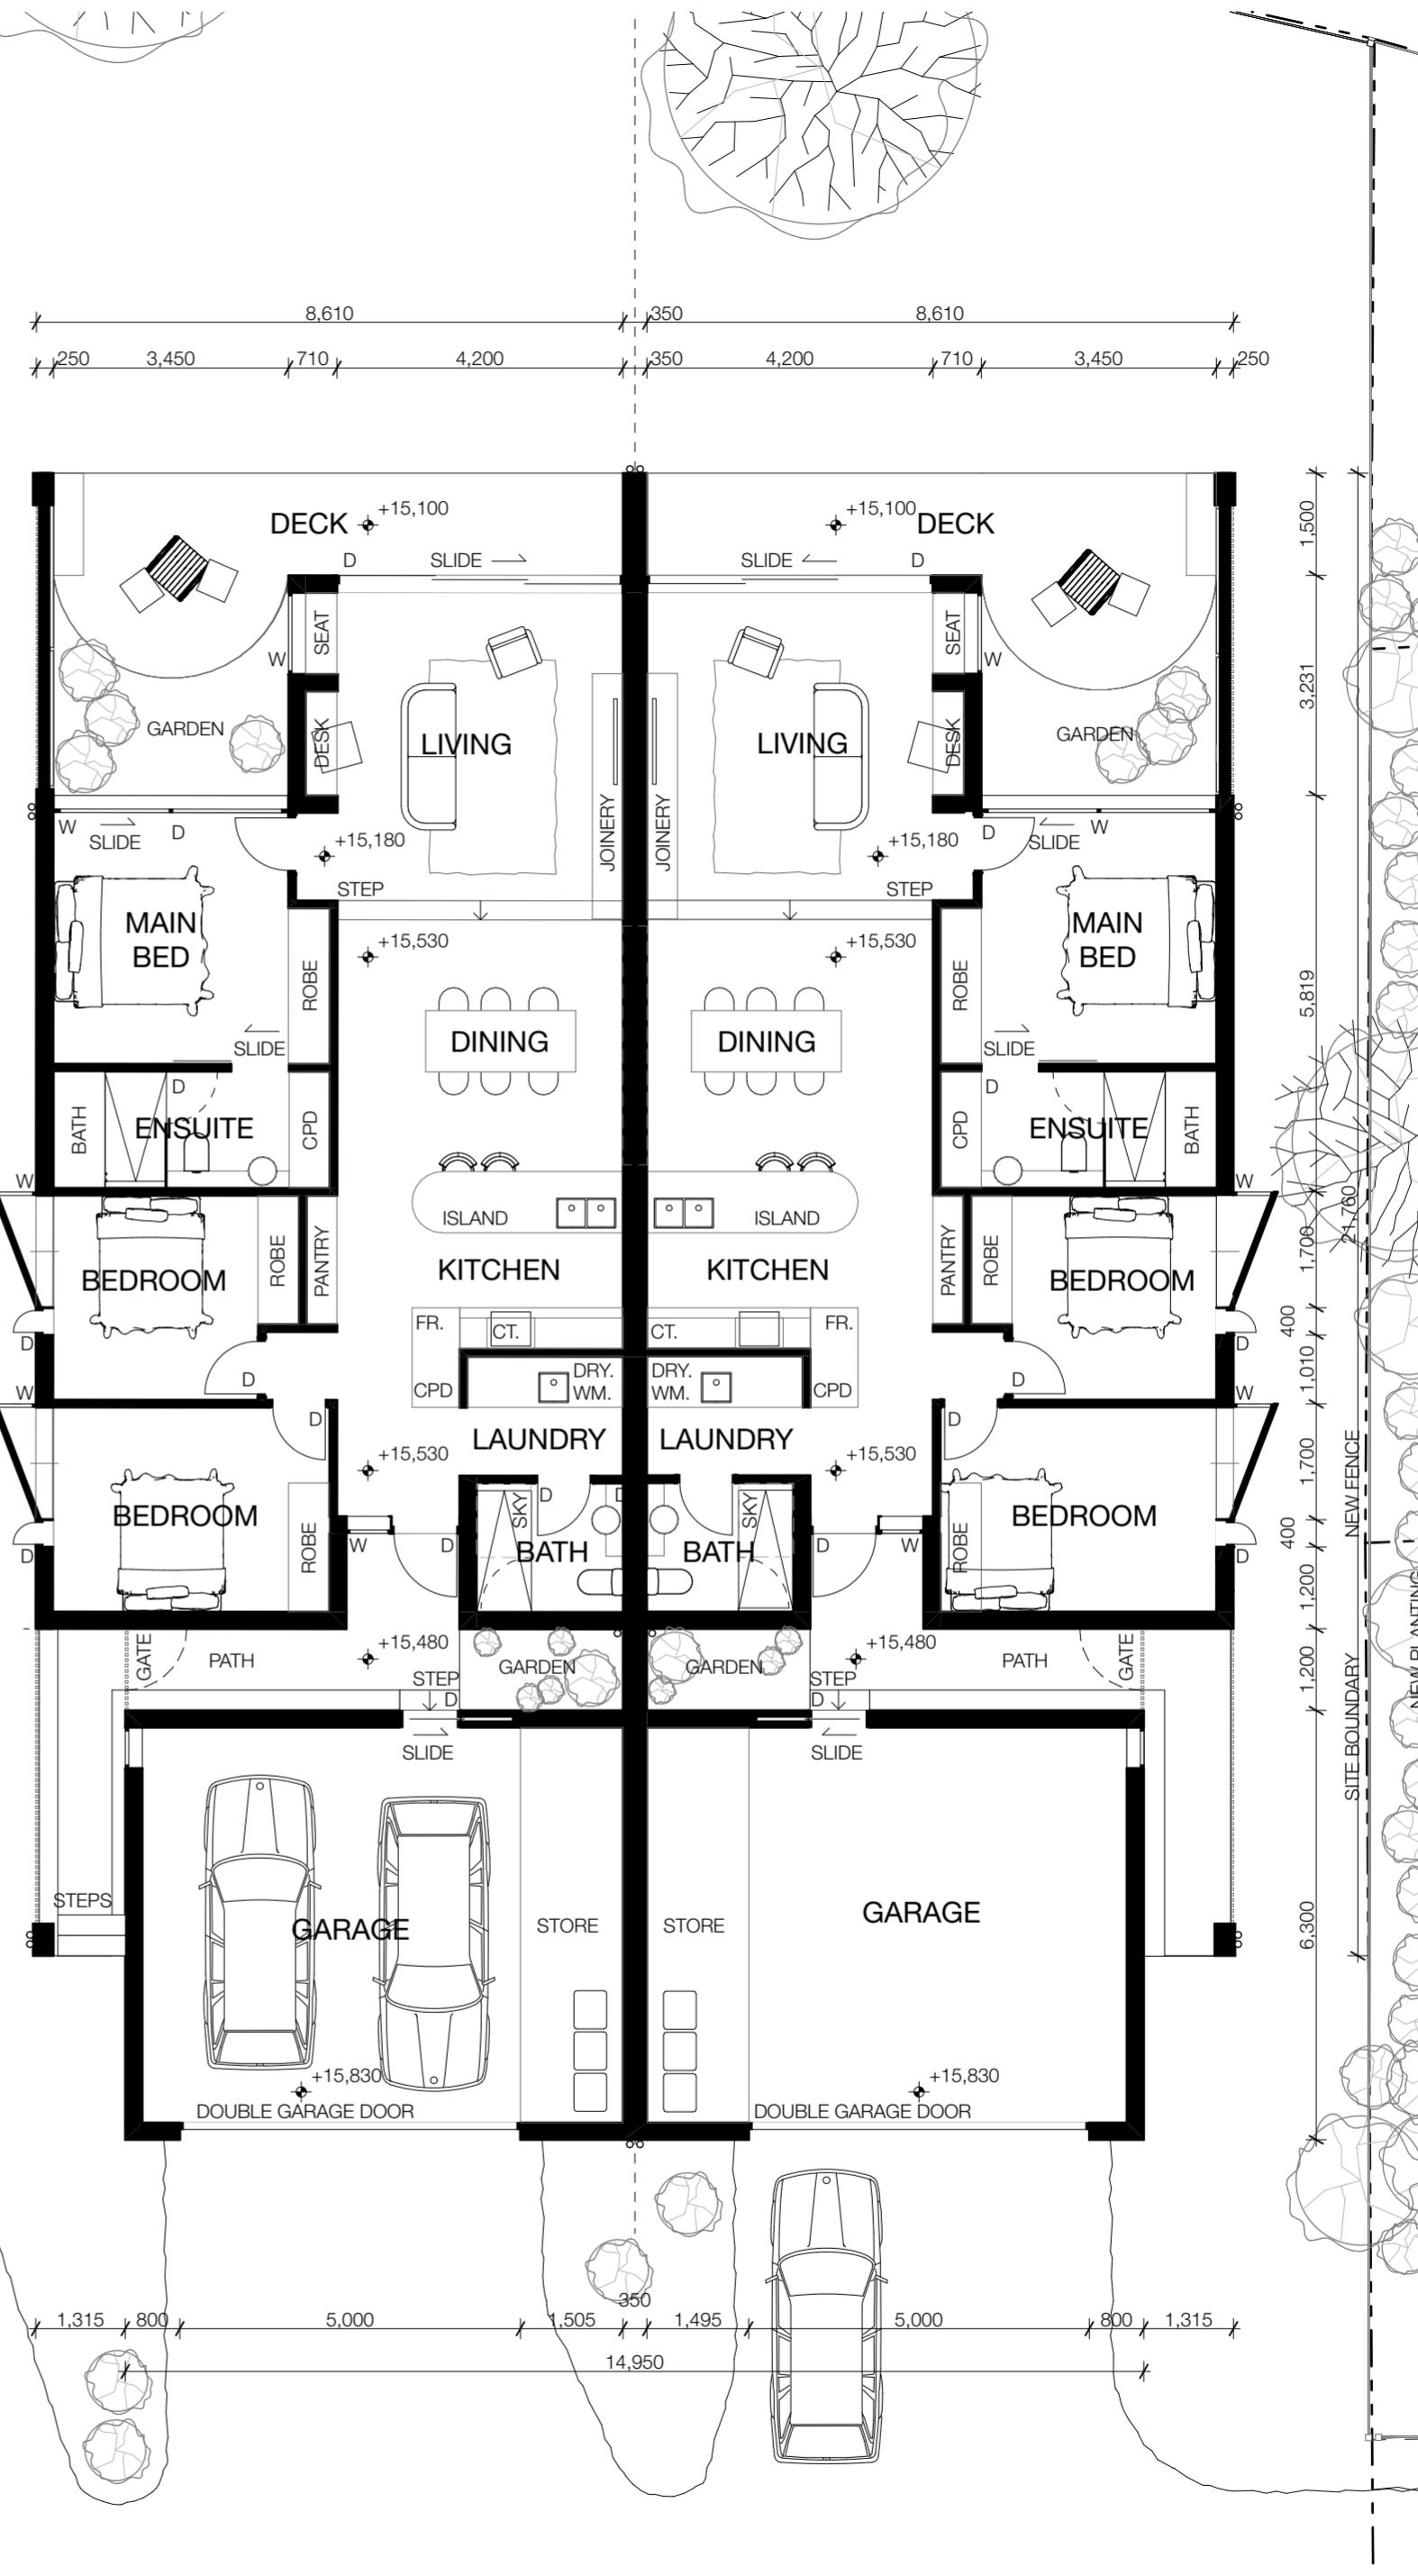 8,610 350 8,610
250 3,450 710 4,200 350 4,200 710 3,450 250
DECK +15,100 +15,100 DECK
D SLIDE SLIDE D
1,500
SEAT SEAT
W W
3,231
GARDEN DESK LIVING LIVING DESK GARDEN
JOINERY JOINERY
W SLIDE D D SLIDE W
+15,180 +15,180
STEP STEP
MAIN MAIN
BED BED
+15,530 +15,530
ROBE ROBE
5,819
DINING DINING
SLIDE SLIDE
D D
BATH ENSUITE CPD CPD ENSUITE BATH
W W
ISLAND ISLAND
21,760
1,700
BEDROOM ROBE PANTRY KITCHEN KITCHEN PANTRY ROBE BEDROOM
FR. CT. CT. FR.
400
D D
1,010
D CPD DRY. DRY. CPD D
WM. WM.
W W
D D
LAUNDRY LAUNDRY
+15,530 +15,530
1,700
NEW FENCE
SKY D D SKY
BEDROOM BEDROOM
400
W D BATH BATH D W
D D
ROBE ROBE
1,200
GATE PATH +15,480 +15,480 PATH GATE
GARDEN GARDEN
STEP STEP
D D
1,200
NEW PLANTING
SITE BOUNDARY
SLIDE SLIDE
STEPS
GARAGE STORE STORE GARAGE
6,300
+15,830 +15,830
DOUBLE GARAGE DOOR DOUBLE GARAGE DOOR
350
1,315 800 5,000 1,505 1,495 5,000 800 1,315
14,950